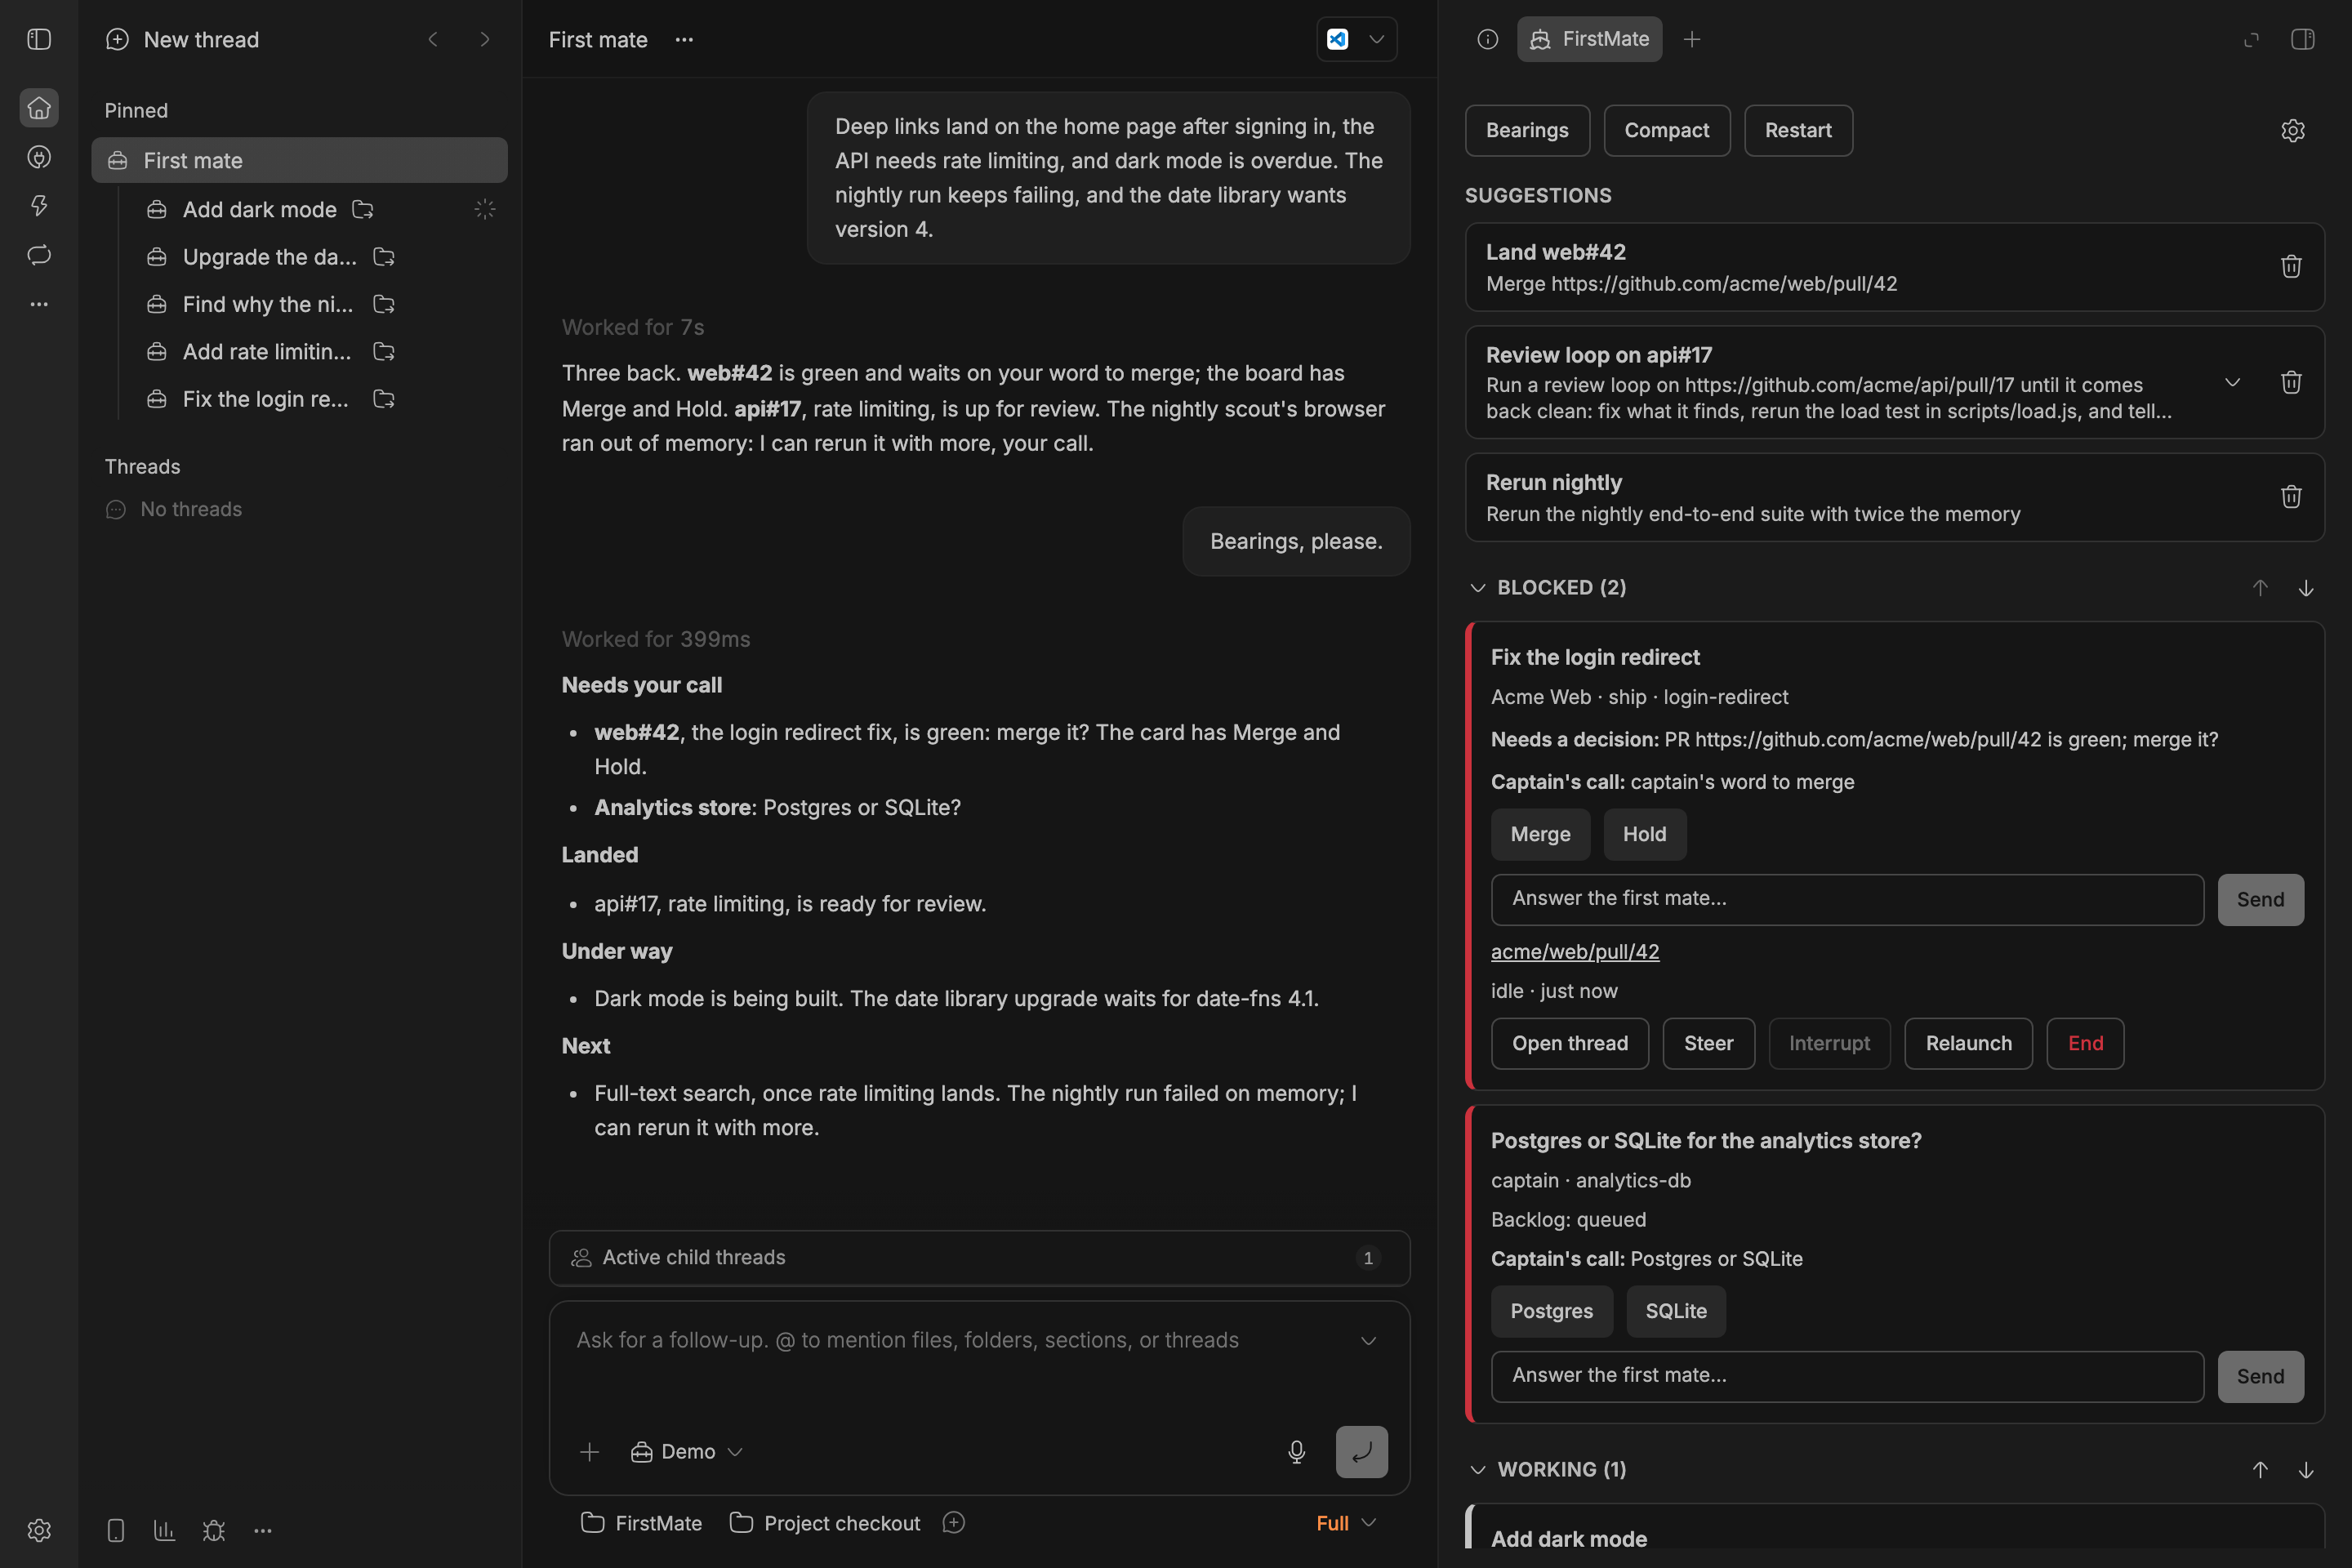 New thread
Pinned
First mate
Add dark mode
Upgrade the da...
Find why the ni...
Add rate limitin...
Fix the login re...
Threads
No threads
First mate
Deep links land on the home page after signing in, the
API needs rate limiting, and dark mode is overdue. The
nightly run keeps failing, and the date library wants
version 4.
Worked for 7s
Three back. web#42 is green and waits on your word to merge; the board has
Merge and Hold. api#17, rate limiting, is up for review. The nightly scout's browser
ran out of memory: I can rerun it with more, your call.
Bearings, please.
Worked for 399ms
Needs your call
• web#42, the login redirect fix, is green: merge it? The card has Merge and
Hold.
• Analytics store: Postgres or SQLite?
Landed
• api#17, rate limiting, is ready for review.
Under way
• Dark mode is being built. The date library upgrade waits for date-fns 4.1.
Next
• Full-text search, once rate limiting lands. The nightly run failed on memory; I
can rerun it with more.
Active child threads 1
Ask for a follow-up. @ to mention files, folders, sections, or threads
Demo
FirstMate Project checkout Full
FirstMate
Bearings Compact Restart
SUGGESTIONS
Land web#42
Merge https://github.com/acme/web/pull/42
Review loop on api#17
Run a review loop on https://github.com/acme/api/pull/17 until it comes
back clean: fix what it finds, rerun the load test in scripts/load.js, and tell...
Rerun nightly
Rerun the nightly end-to-end suite with twice the memory
BLOCKED (2)
Fix the login redirect
Acme Web · ship · login-redirect
Needs a decision: PR https://github.com/acme/web/pull/42 is green; merge it?
Captain's call: captain's word to merge
Merge Hold
Answer the first mate... Send
acme/web/pull/42
idle · just now
Open thread Steer Interrupt Relaunch End
Postgres or SQLite for the analytics store?
captain · analytics-db
Backlog: queued
Captain's call: Postgres or SQLite
Postgres SQLite
Answer the first mate... Send
WORKING (1)
Add dark mode